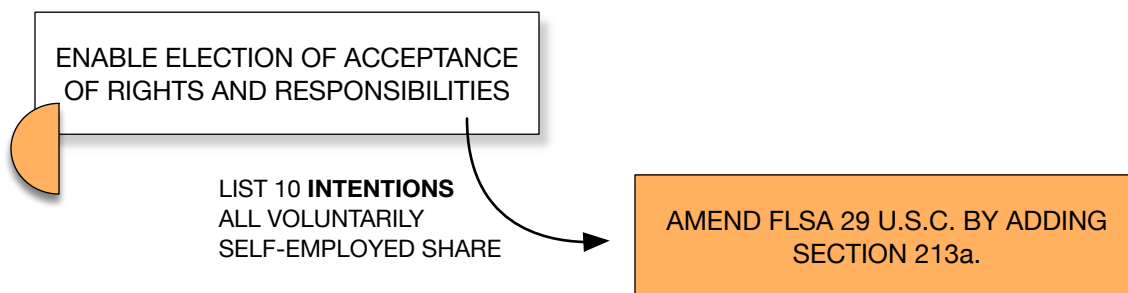 ENABLE ELECTION OF ACCEPTANCE
OF RIGHTS AND RESPONSIBILITIES
LIST 10 INTENTIONS
ALL VOLUNTARILY
SELF-EMPLOYED SHARE
AMEND FLSA 29 U.S.C. BY ADDING
SECTION 213a.